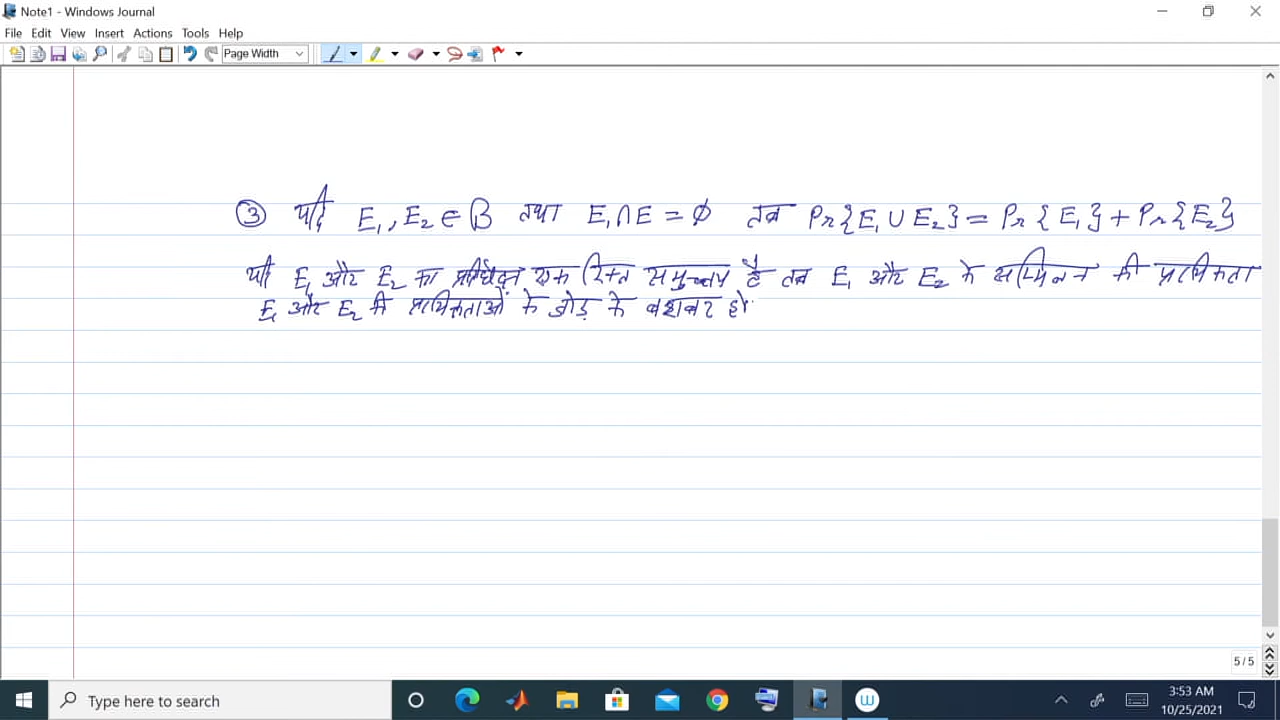 Note1 - Windows Journal
File Edit View Insert Actions Tools Help
Page Width
③ यदि E₁, E₂ ∈ B तथा E₁ ∩ E = ϕ तब Pr{E₁ ∪ E₂} = Pr{E₁} + Pr{E₂}
यदि E₁ और E₂ का प्रतिछेदन एक रिक्त समुच्चय है तब E₁ और E₂ के सम्मिलन की प्रायिकता
E₁ और E₂ की प्रायिकताओं के जोड़ के बराबर हो
5 / 5
Type here to search
3:53 AM
10/25/2021